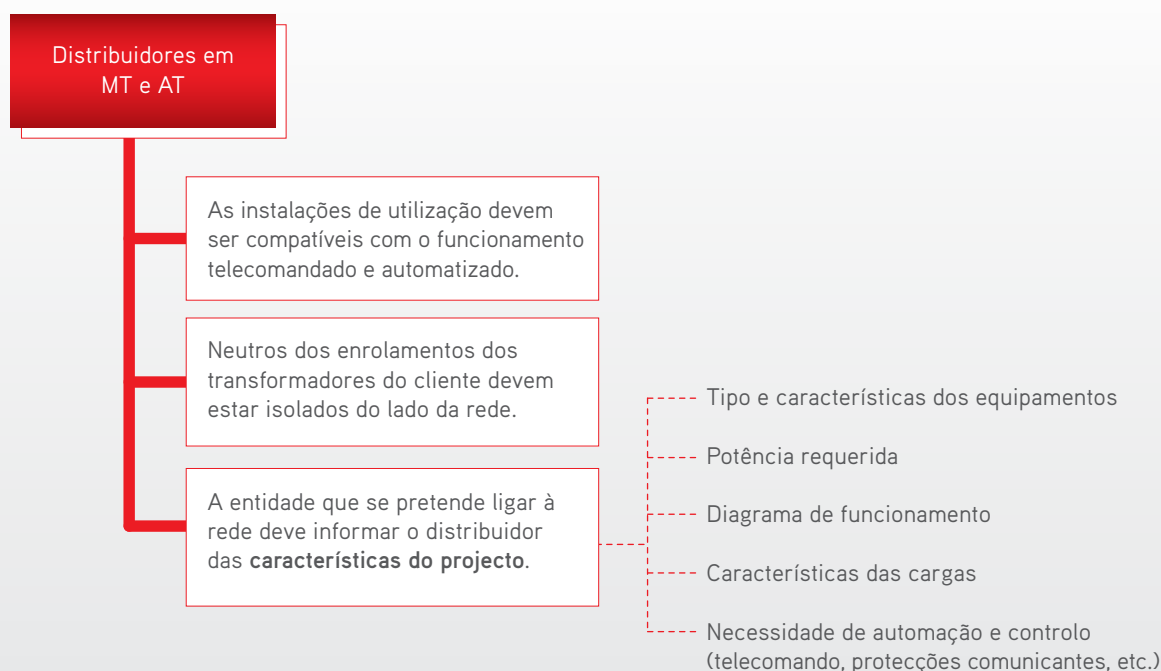 Distribuidores em
MT e AT
As instalações de utilização devem
ser compatíveis com o funcionamento
telecomandado e automatizado.
Neutros dos enrolamentos dos
transformadores do cliente devem
estar isolados do lado da rede.
A entidade que se pretende ligar à
rede deve informar o distribuidor
das características do projecto.
Tipo e características dos equipamentos
Potência requerida
Diagrama de funcionamento
Características das cargas
Necessidade de automação e controlo
(telecomando, protecções comunicantes, etc.)